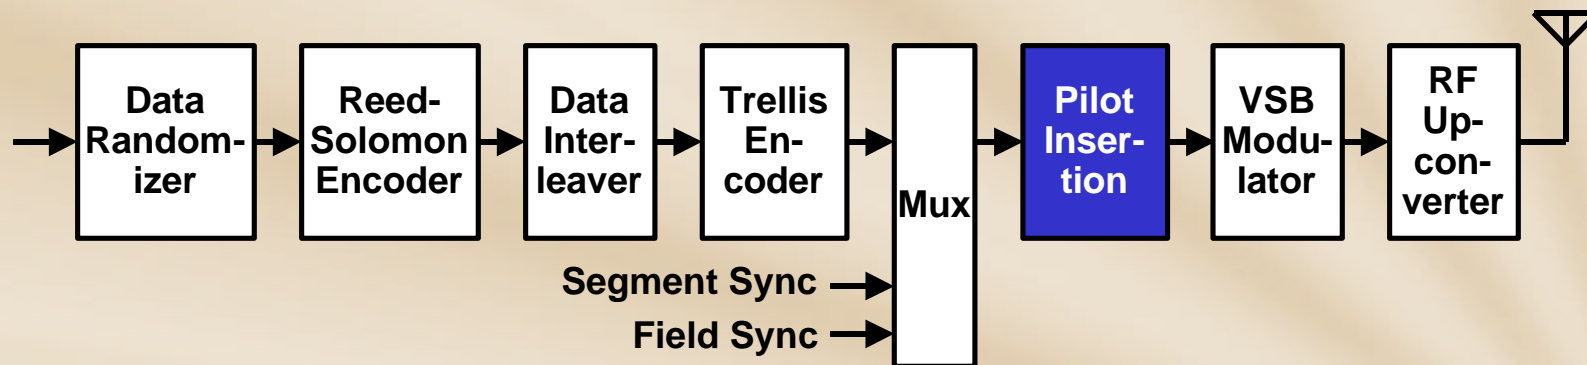 Data
Random-
izer
Reed-
Solomon
Encoder
Data
Inter-
leaver
Trellis
En-
coder
Mux
Pilot
Inser-
tion
VSB
Modu-
lator
RF
Up-
con-
verter
Segment Sync
Field Sync